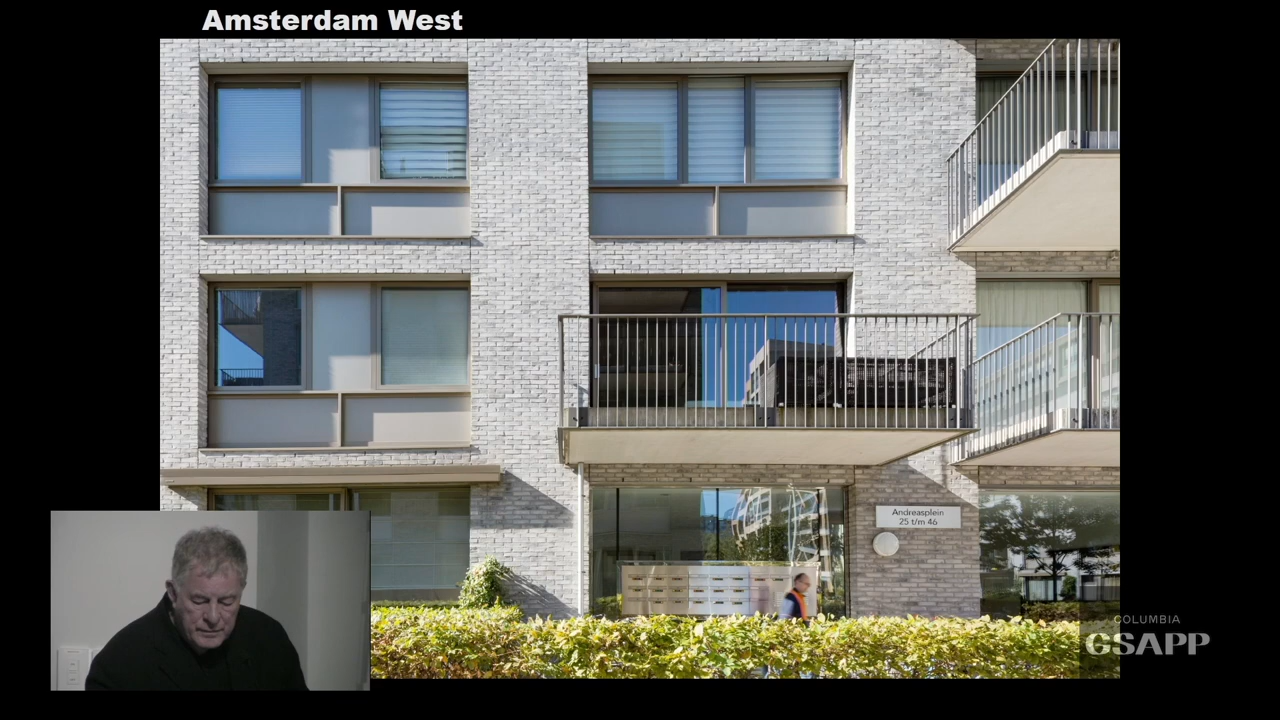 Amsterdam West
Andreasplein
25 t/m 46
COLUMBIA
GSAPP